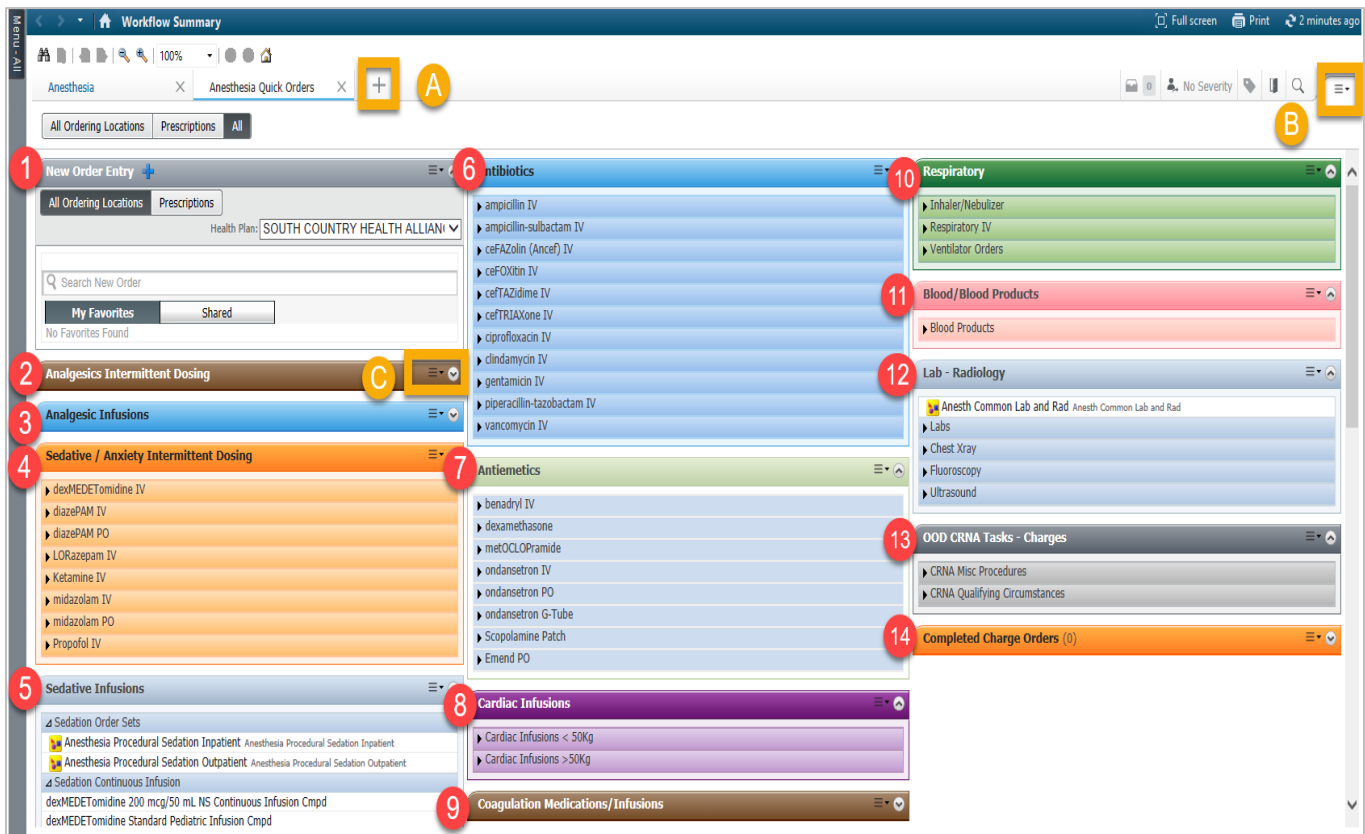 Menu - All
Workflow Summary
Full screen Print 2 minutes ago
100%
Anesthesia
Anesthesia Quick Orders
A
0 No Severity
B
All Ordering Locations Prescriptions All
1
New Order Entry
All Ordering Locations Prescriptions
Health Plan: SOUTH COUNTRY HEALTH ALLIAN
Search New Order
My Favorites Shared
No Favorites Found
2
Analgesics Intermittent Dosing
C
3
Analgesic Infusions
4
Sedative / Anxiety Intermittent Dosing
dexMEDETomidine IV
diazePAM IV
diazePAM PO
LORazepam IV
Ketamine IV
midazolam IV
midazolam PO
Propofol IV
5
Sedative Infusions
Sedation Order Sets
Anesthesia Procedural Sedation Inpatient Anesthesia Procedural Sedation Inpatient
Anesthesia Procedural Sedation Outpatient Anesthesia Procedural Sedation Outpatient
Sedation Continuous Infusion
dexMEDETomidine 200 mcg/50 mL NS Continuous Infusion Cmpd
dexMEDETomidine Standard Pediatric Infusion Cmpd
6
ntibiotics
ampicillin IV
ampicillin-sulbactam IV
ceFAZolin (Ancef) IV
ceFOXitin IV
cefTAZidime IV
cefTRIAXone IV
ciprofloxacin IV
clindamycin IV
gentamicin IV
piperacillin-tazobactam IV
vancomycin IV
7
Antiemetics
benadryl IV
dexamethasone
metOCLOPramide
ondansetron IV
ondansetron PO
ondansetron G-Tube
Scopolamine Patch
Emend PO
8
Cardiac Infusions
Cardiac Infusions < 50Kg
Cardiac Infusions >50Kg
9
Coagulation Medications/Infusions
10
Respiratory
Inhaler/Nebulizer
Respiratory IV
Ventilator Orders
11
Blood/Blood Products
Blood Products
12
Lab - Radiology
Anesth Common Lab and Rad Anesth Common Lab and Rad
Labs
Chest Xray
Fluoroscopy
Ultrasound
13
OOD CRNA Tasks - Charges
CRNA Misc Procedures
CRNA Qualifying Circumstances
14
Completed Charge Orders (0)